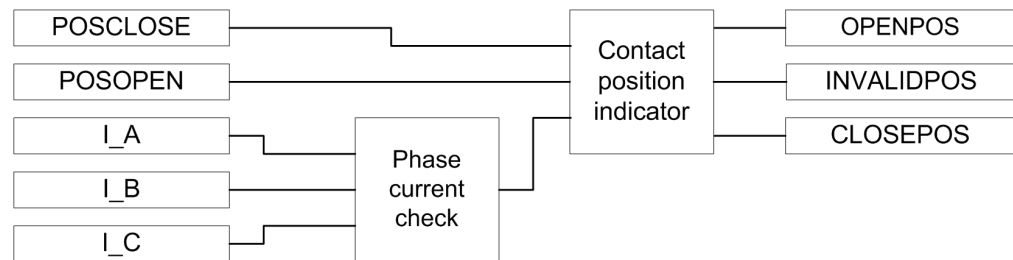 POSCLOSE
POSOPEN
I_A
I_B
I_C
Phase
current
check
Contact
position
indicator
OPENPOS
INVALIDPOS
CLOSEPOS